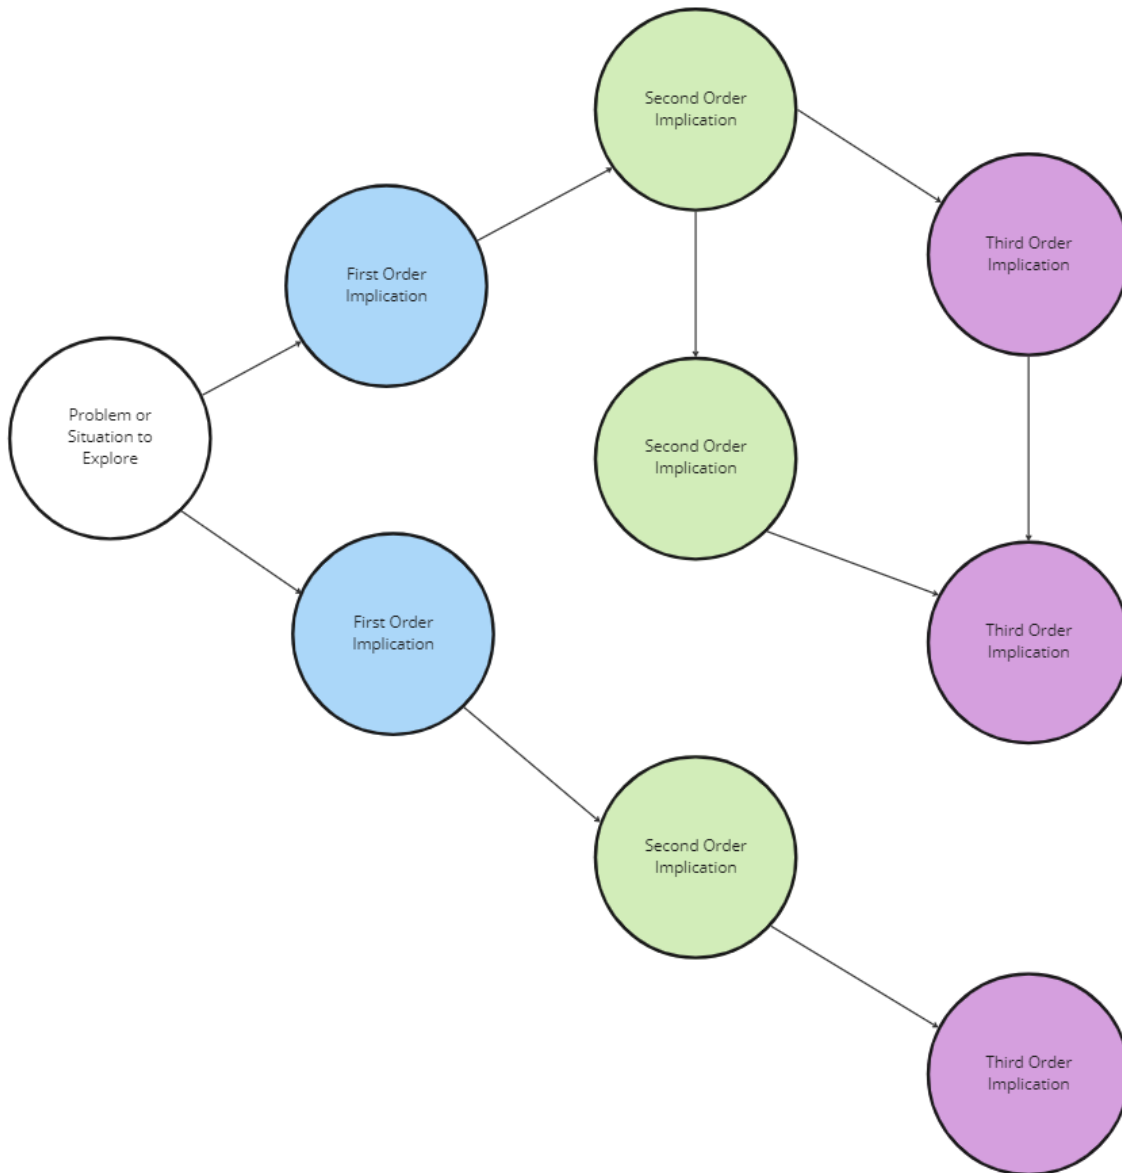 Second Order
Implication
Third Order
Implication
First Order
Implication
Problem or
Situation to
Explore
Second Order
Implication
First Order
Implication
Third Order
Implication
Second Order
Implication
Third Order
Implication